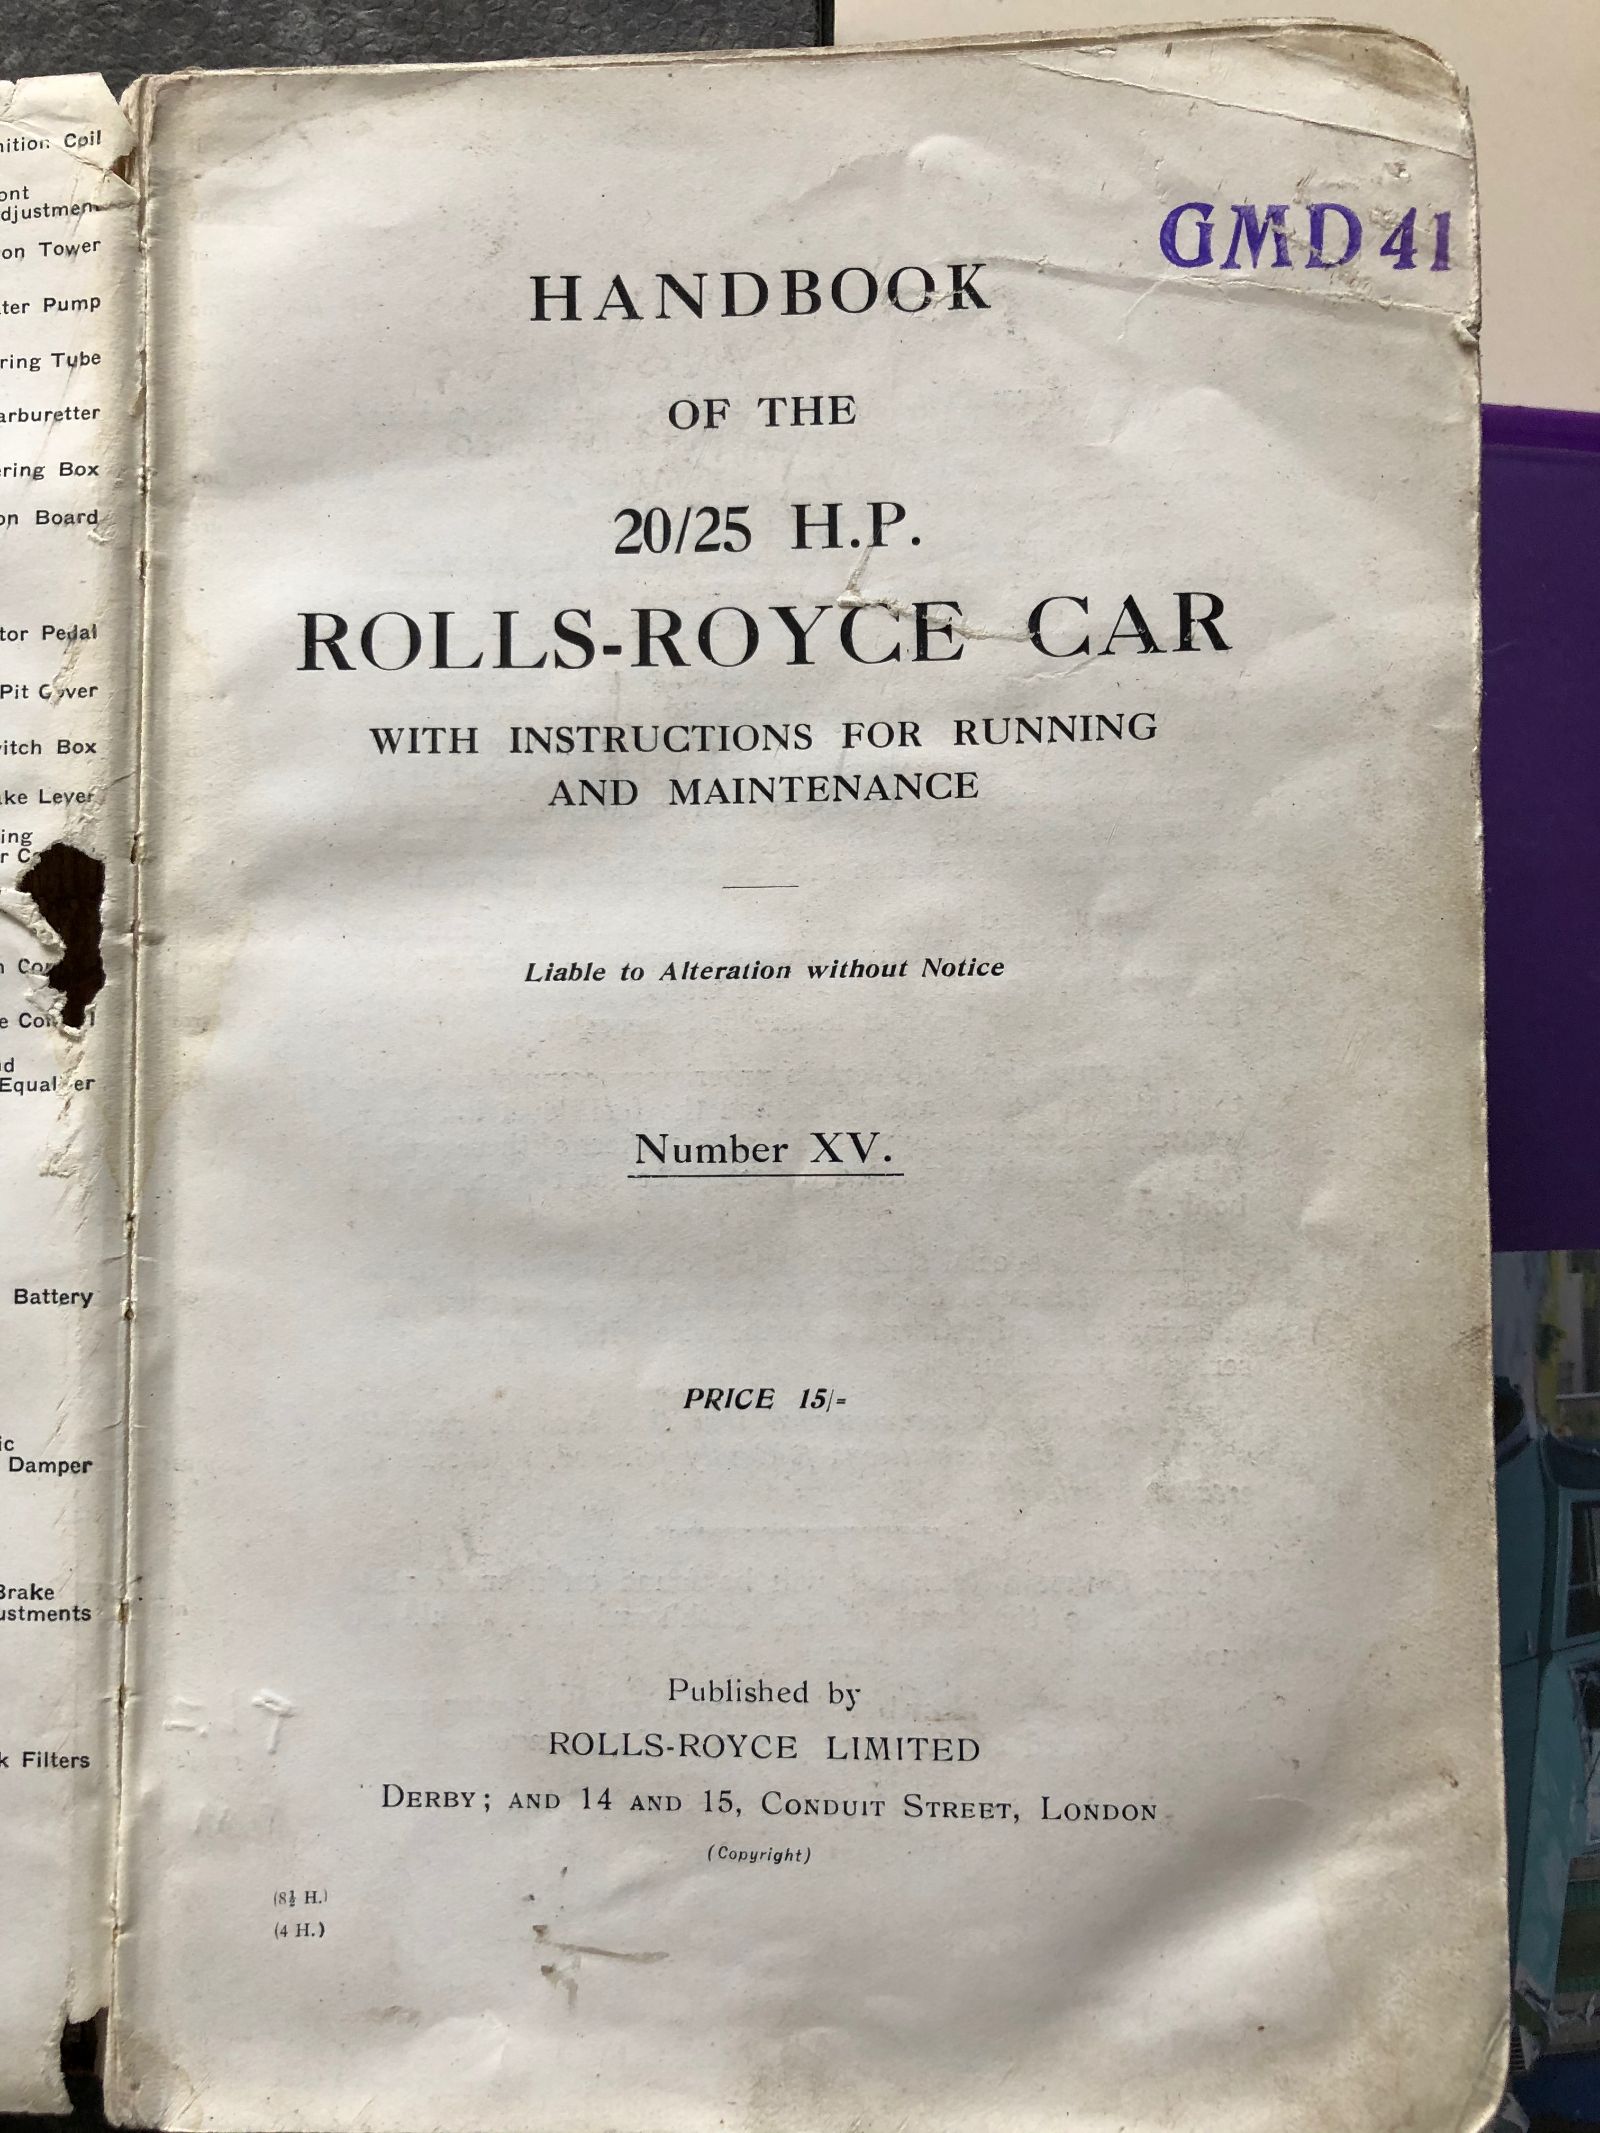 Coil
Tower
Pump
Tube
Box
Board
Pedal
Pit
Box
Battery
Damper
Filters
GMD 41
HANDBOOK
OF THE
20/25 H.P.
ROLLS-ROYCE CAR
WITH INSTRUCTIONS FOR RUNNING
AND MAINTENANCE
Liable to Alteration without Notice
Number XV.
PRICE 15/=
Published by
ROLLS-ROYCE LIMITED
DERBY; AND 14 AND 15, CONDUIT STREET, LONDON
(Copyright)
(8½ H.)
(4 H.)